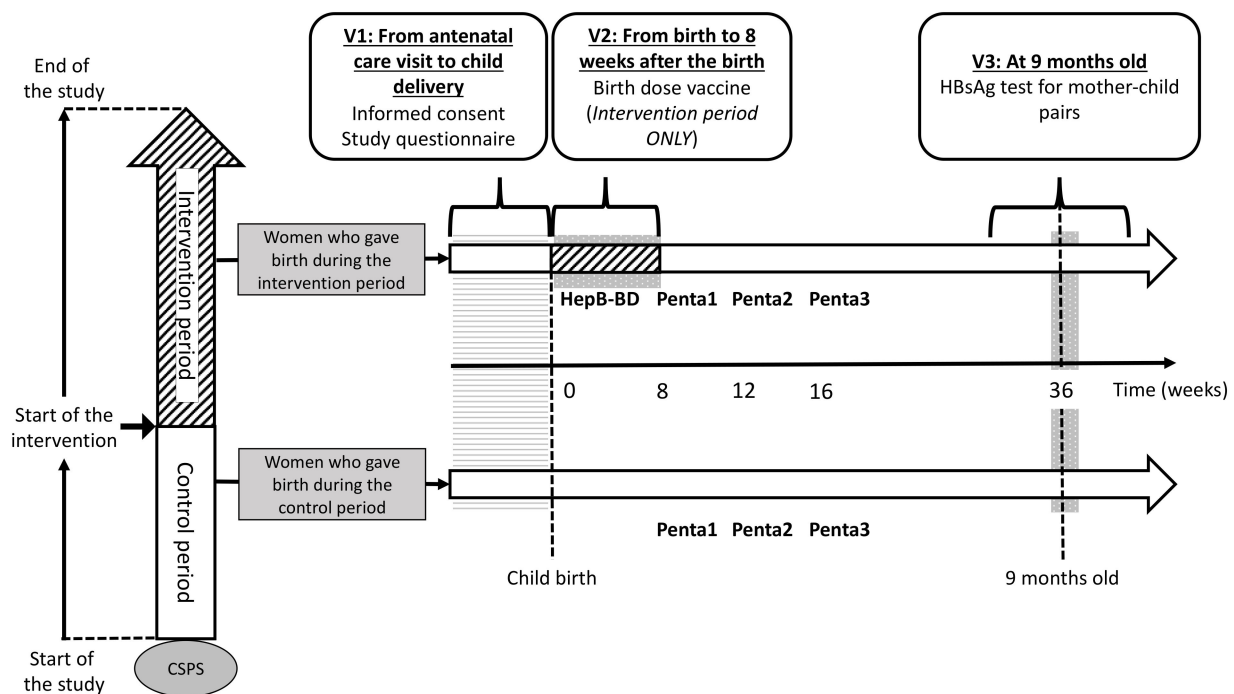 V1: From antenatal
care visit to child
delivery
Informed consent
Study questionnaire
V2: From birth to 8
weeks after the birth
Birth dose vaccine
(Intervention period
ONLY)
V3: At 9 months old
HBsAg test for mother-child
pairs
End of
the study
Intervention period
Women who gave
birth during the
intervention period
HepB-BD Penta1 Penta2 Penta3
0 8 12 16 36 Time (weeks)
Start of the
intervention
Control period
Women who gave
birth during the
control period
Penta1 Penta2 Penta3
Child birth
9 months old
Start of
the study
CSPS